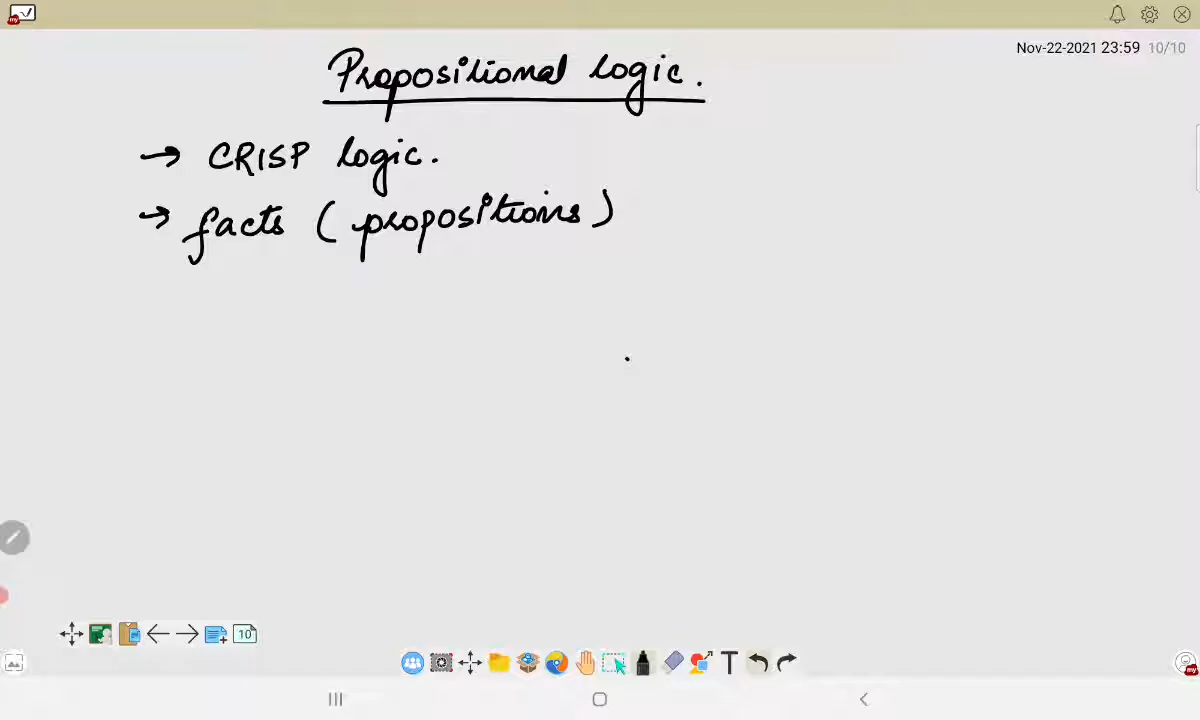 Nov-22-2021 23:59 10/10
Propositional logic.
→ CRISP logic.
→ facts (propositions)
10
T